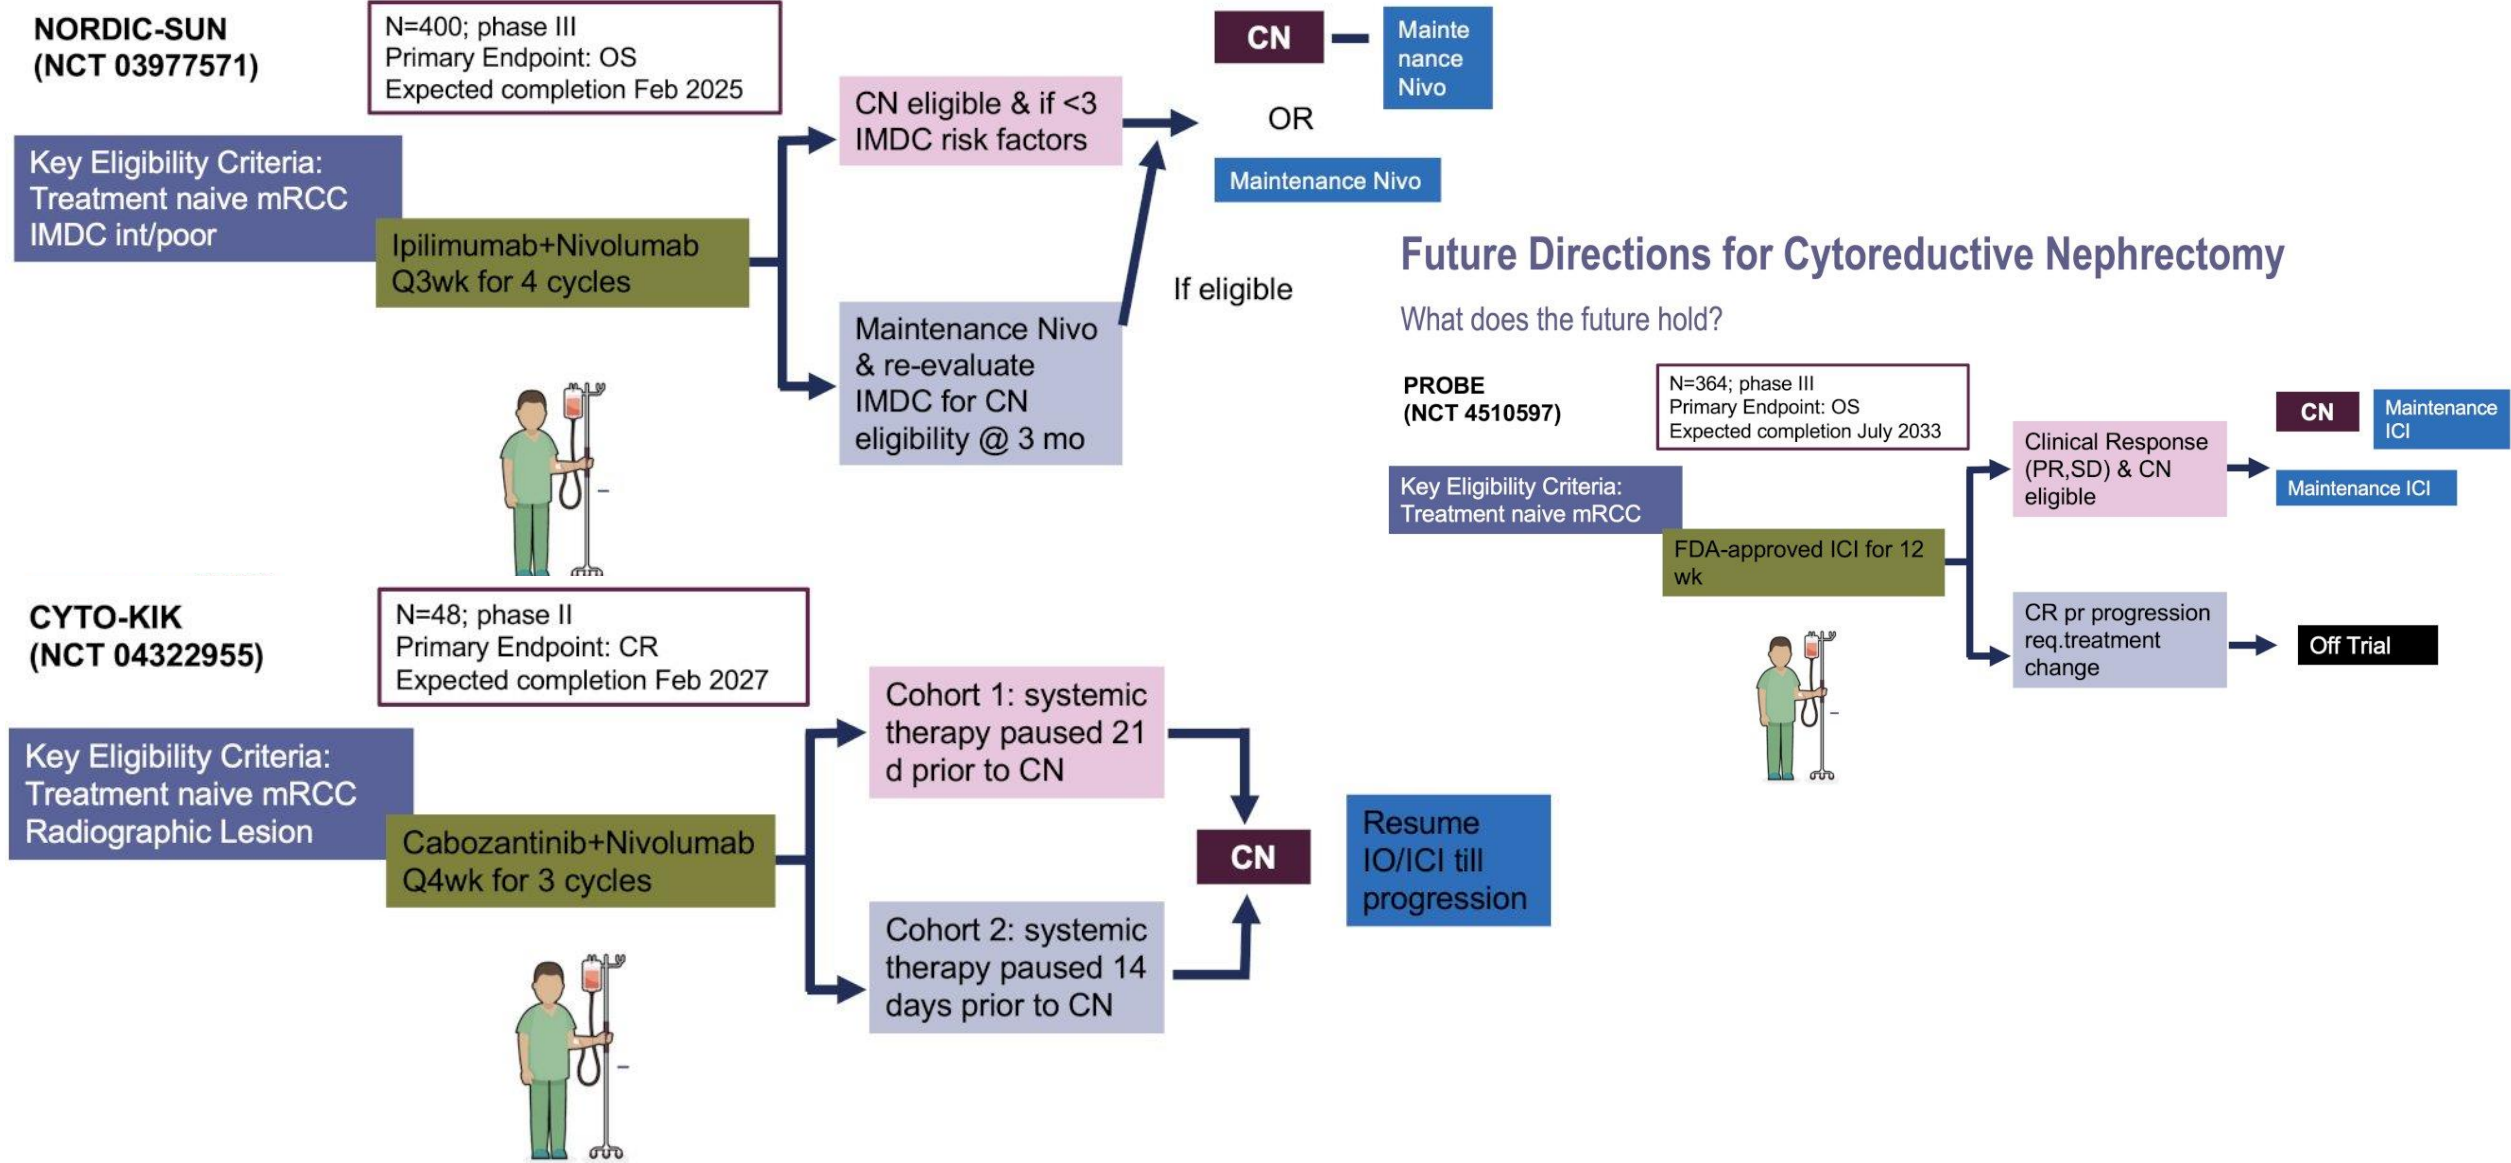 NORDIC-SUN
(NCT 03977571)
N=400; phase III
Primary Endpoint: OS
Expected completion Feb 2025
Key Eligibility Criteria:
Treatment naive mRCC
IMDC int/poor
Ipilimumab+Nivolumab
Q3wk for 4 cycles
CN eligible & if <3
IMDC risk factors
Maintenance Nivo
& re-evaluate
IMDC for CN
eligibility @ 3 mo
If eligible
CN
Mainte
nance
Nivo
OR
Maintenance Nivo
Future Directions for Cytoreductive Nephrectomy
What does the future hold?
PROBE
(NCT 4510597)
N=364; phase III
Primary Endpoint: OS
Expected completion July 2033
Key Eligibility Criteria:
Treatment naive mRCC
FDA-approved ICI for 12
wk
Clinical Response
(PR,SD) & CN
eligible
CN
Maintenance
ICI
Maintenance ICI
CR pr progression
req.treatment
change
Off Trial
CYTO-KIK
(NCT 04322955)
N=48; phase II
Primary Endpoint: CR
Expected completion Feb 2027
Key Eligibility Criteria:
Treatment naive mRCC
Radiographic Lesion
Cabozantinib+Nivolumab
Q4wk for 3 cycles
Cohort 1: systemic
therapy paused 21
d prior to CN
Cohort 2: systemic
therapy paused 14
days prior to CN
CN
Resume
IO/ICI till
progression